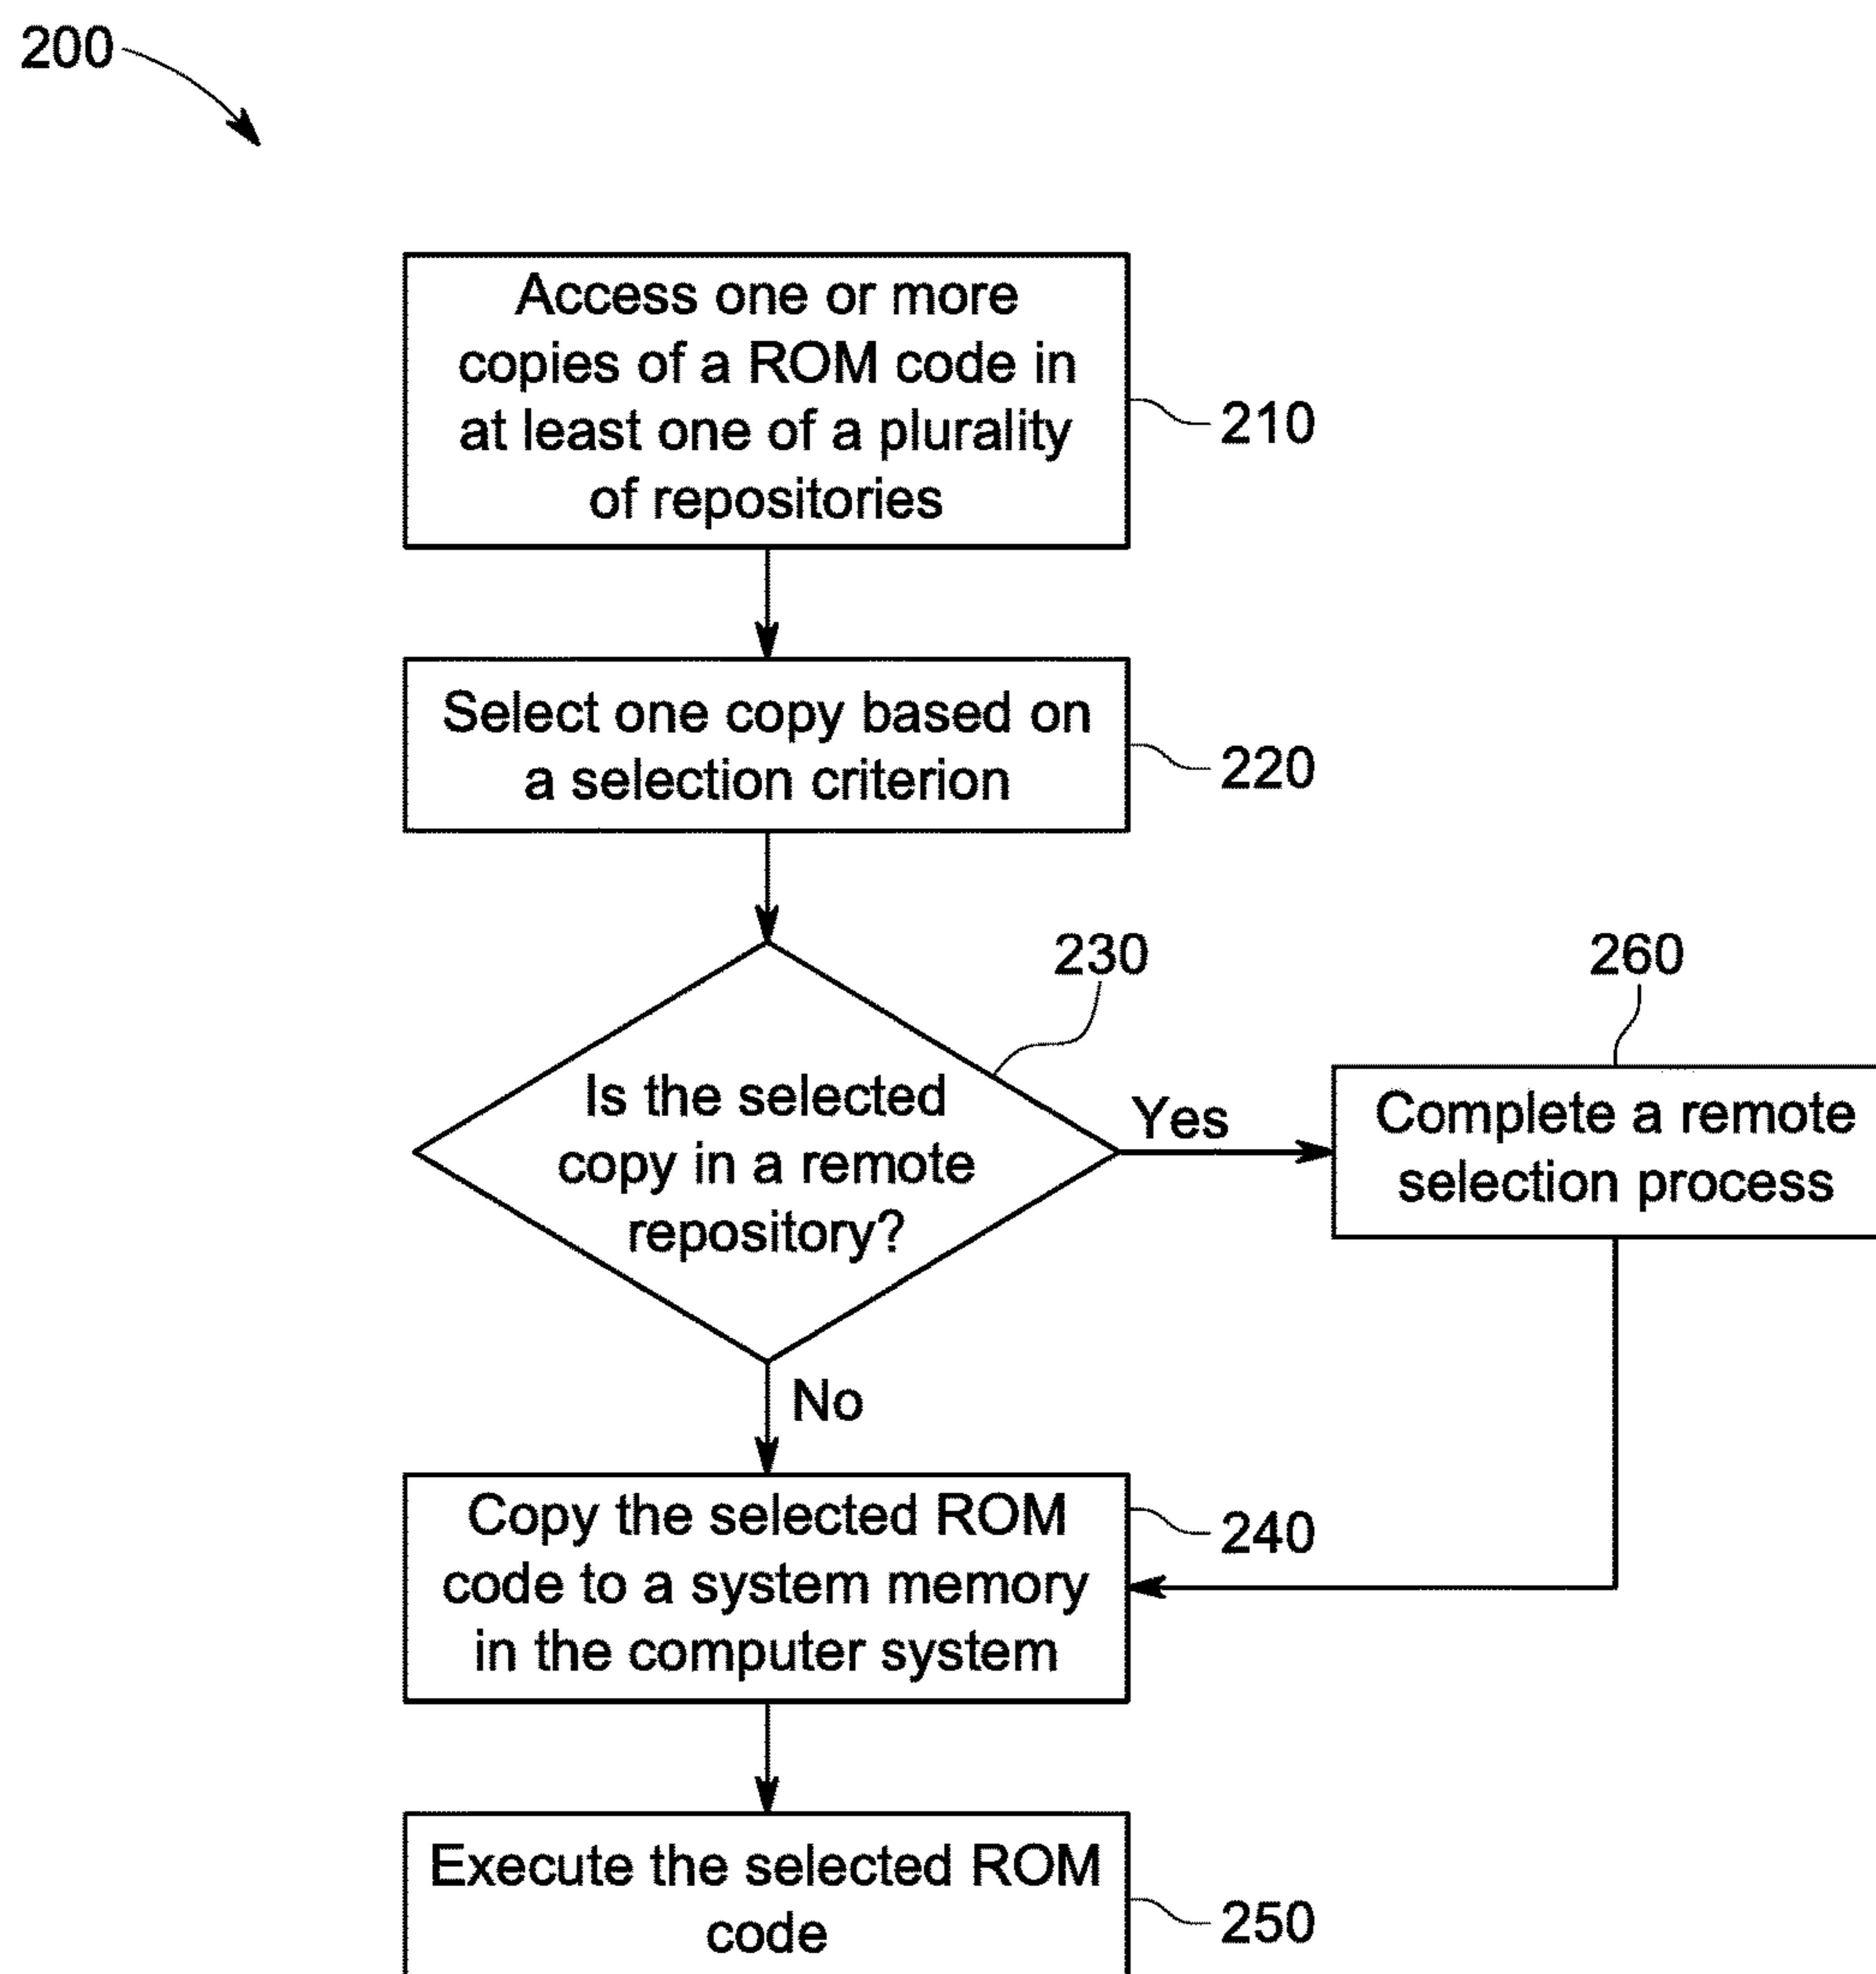 200
Access one or more
copies of a ROM code in
at least one of a plurality
of repositories
210
Select one copy based on
a selection criterion
220
230
260
Is the selected
copy in a remote
repository?
Yes
Complete a remote
selection process
No
Copy the selected ROM
code to a system memory
in the computer system
240
Execute the selected ROM
code
250